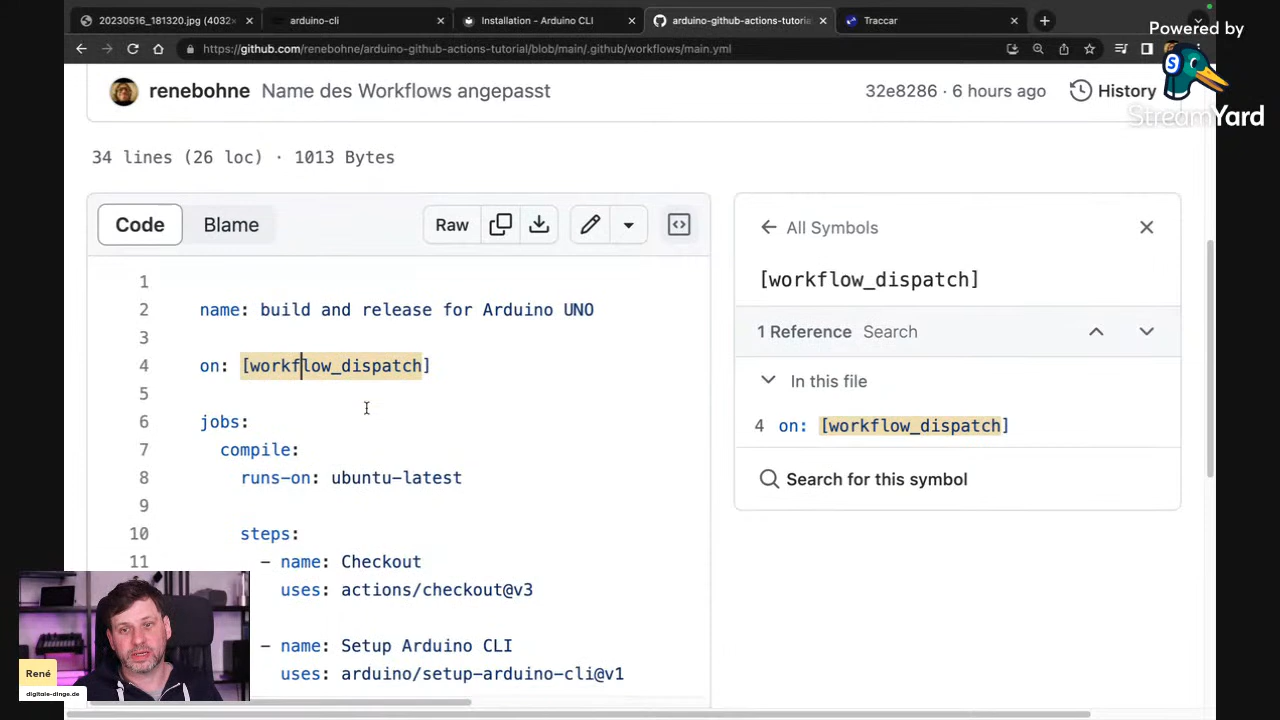 20230516_181320.jpg (4032×
arduino-cli
Installation - Arduino CLI
arduino-github-actions-tutoria
Traccar
https://github.com/renebohne/arduino-github-actions-tutorial/blob/main/.github/workflows/main.yml
Powered by
StreamYard
renebohne Name des Workflows angepasst
32e8286 · 6 hours ago
History
34 lines (26 loc) · 1013 Bytes
Code
Blame
Raw
1
2 name: build and release for Arduino UNO
3
4 on: [workflow_dispatch]
5
6 jobs:
7 compile:
8 runs-on: ubuntu-latest
9
10 steps:
11 - name: Checkout
uses: actions/checkout@v3
- name: Setup Arduino CLI
uses: arduino/setup-arduino-cli@v1
All Symbols
[workflow_dispatch]
1 Reference Search
In this file
4 on: [workflow_dispatch]
Search for this symbol
René
digitale-dinge.de